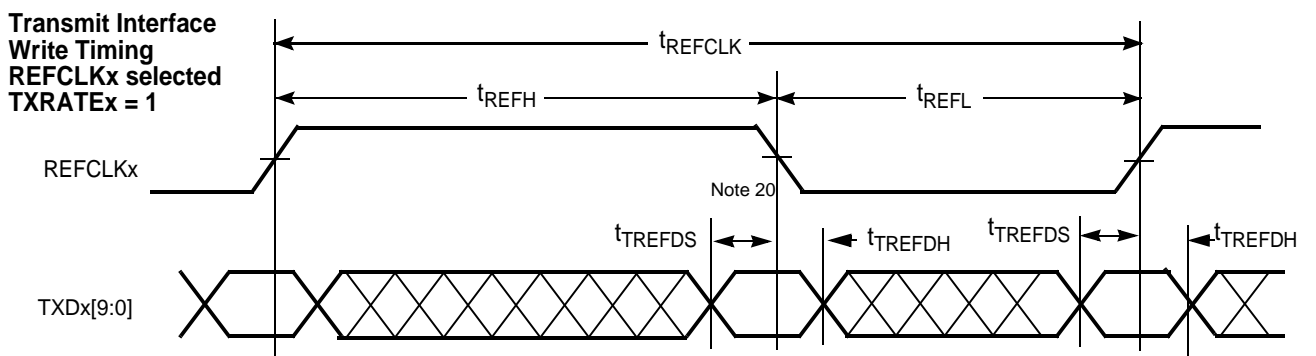 Transmit Interface
Write Timing
REFCLKx selected
TXRATEx = 1
tREFCLK
tREFH
tREFL
REFCLKx
Note 20
tTREFDS
tTREFDH
tTREFDS
tTREFDH
TXDx[9:0]